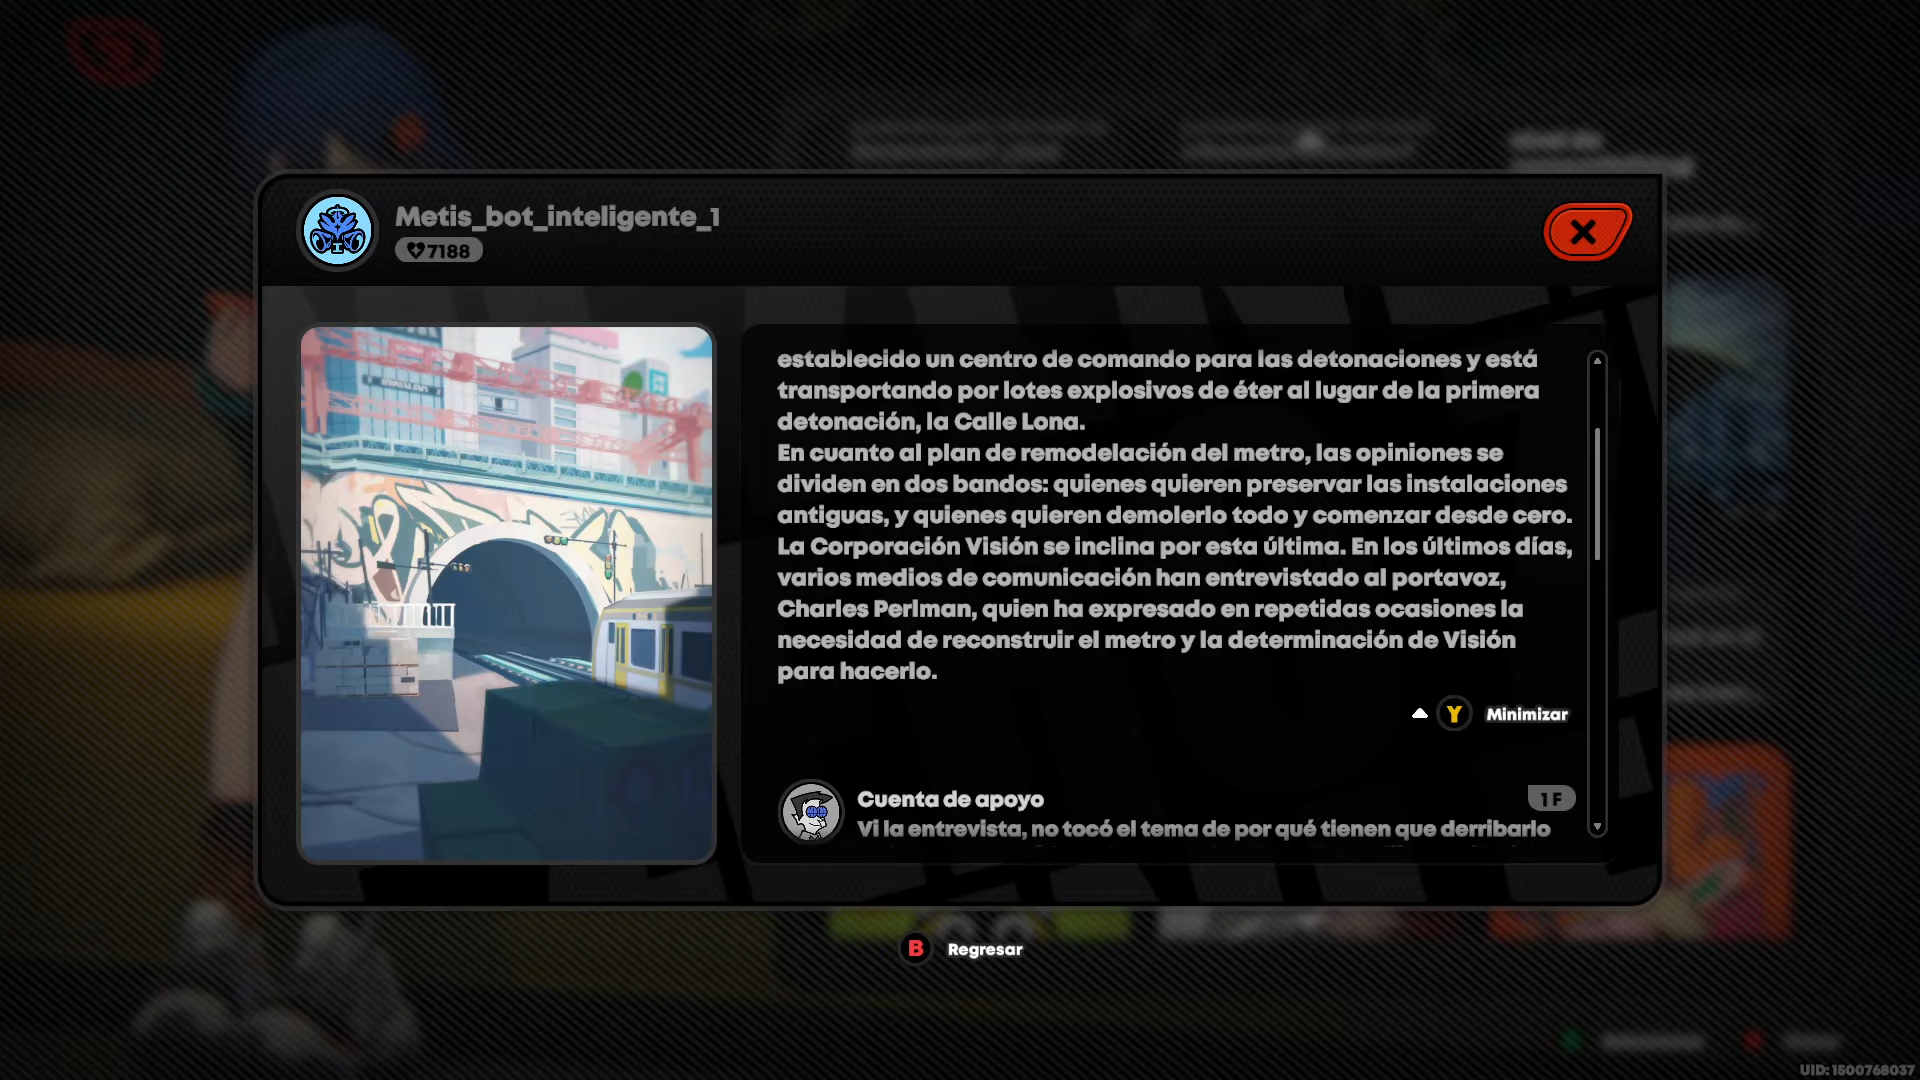 Metis_bot_inteligente_1
7188
establecido un centro de comando para las detonaciones y está
transportando por lotes explosivos de éter al lugar de la primera
detonación, la Calle Lona.
En cuanto al plan de remodelación del metro, las opiniones se
dividen en dos bandos: quienes quieren preservar las instalaciones
antiguas, y quienes quieren demolerlo todo y comenzar desde cero.
La Corporación Visión se inclina por esta última. En los últimos días,
varios medios de comunicación han entrevistado al portavoz,
Charles Perlman, quien ha expresado en repetidas ocasiones la
necesidad de reconstruir el metro y la determinación de Visión
para hacerlo.
Y Minimizar
Cuenta de apoyo
1 F
Vi la entrevista, no tocó el tema de por qué tienen que derribarlo
B Regresar
UID: 1500768037